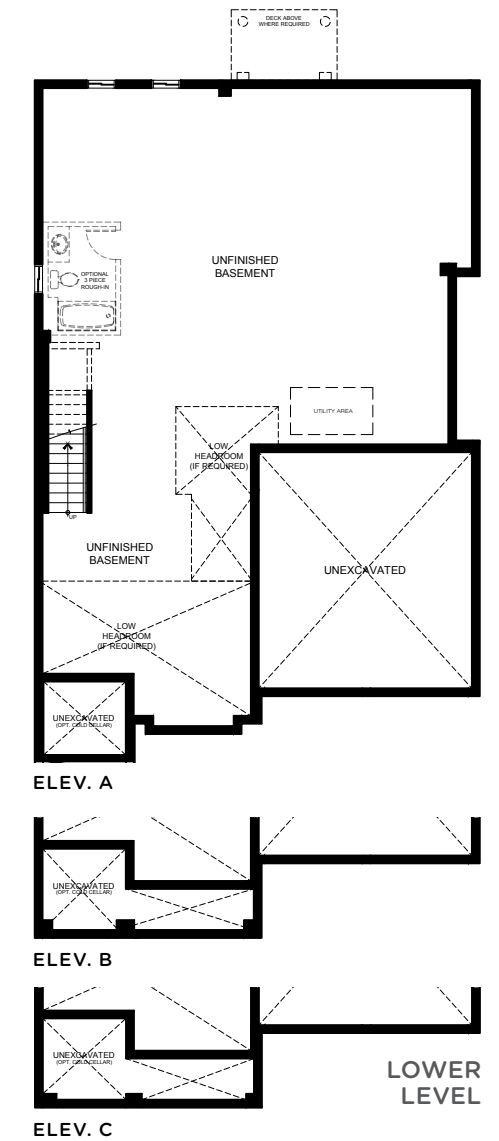 DECK ABOVE
WHERE REQUIRED
UNFINISHED
BASEMENT
OPTIONAL
3 PIECE
ROUGH-IN
UTILITY AREA
LOW
HEADROOM
(IF REQUIRED)
UP
UNFINISHED
BASEMENT
UNEXCAVATED
LOW
HEADROOM
(IF REQUIRED)
UNEXCAVATED
(OPT. COLD CELLAR)
ELEV. A
UNEXCAVATED
(OPT. COLD CELLAR)
ELEV. B
UNEXCAVATED
(OPT. COLD CELLAR)
LOWER
LEVEL
ELEV. C